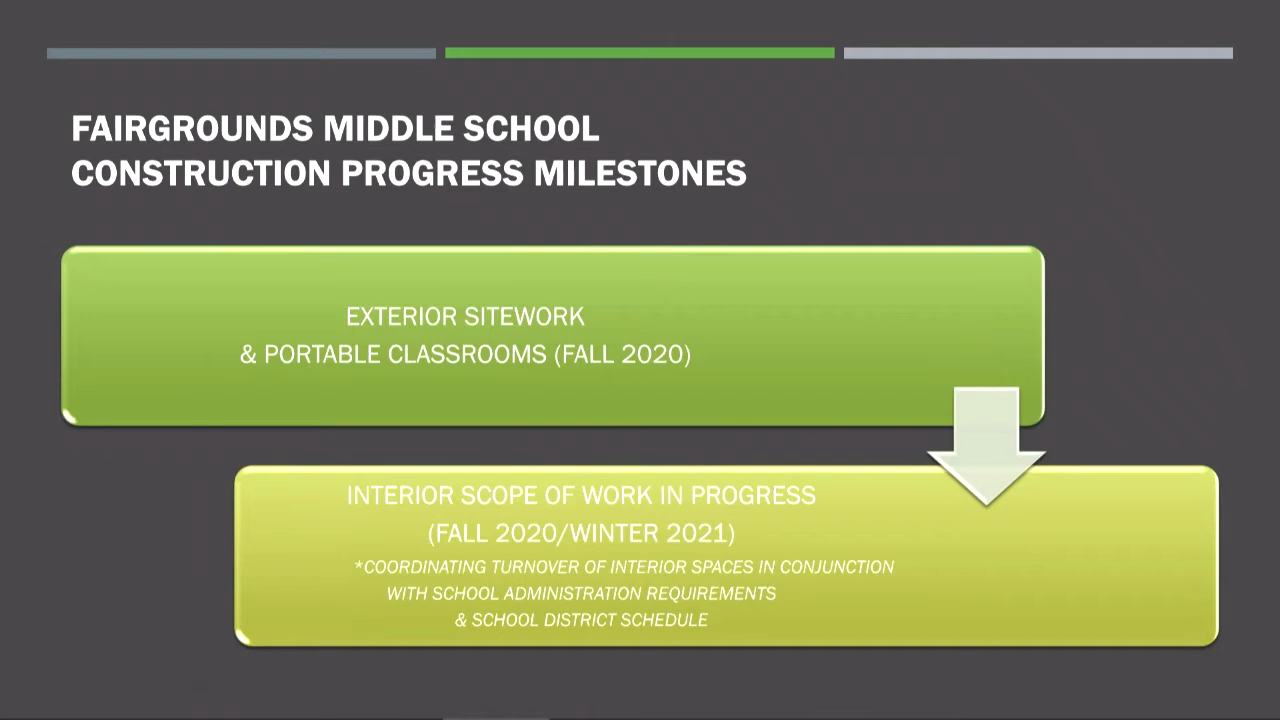 FAIRGROUNDS MIDDLE SCHOOL
CONSTRUCTION PROGRESS MILESTONES
EXTERIOR SITEWORK
& PORTABLE CLASSROOMS (FALL 2020)
INTERIOR SCOPE OF WORK IN PROGRESS
(FALL 2020/WINTER 2021)
*COORDINATING TURNOVER OF INTERIOR SPACES IN CONJUNCTION
WITH SCHOOL ADMINISTRATION REQUIREMENTS
& SCHOOL DISTRICT SCHEDULE